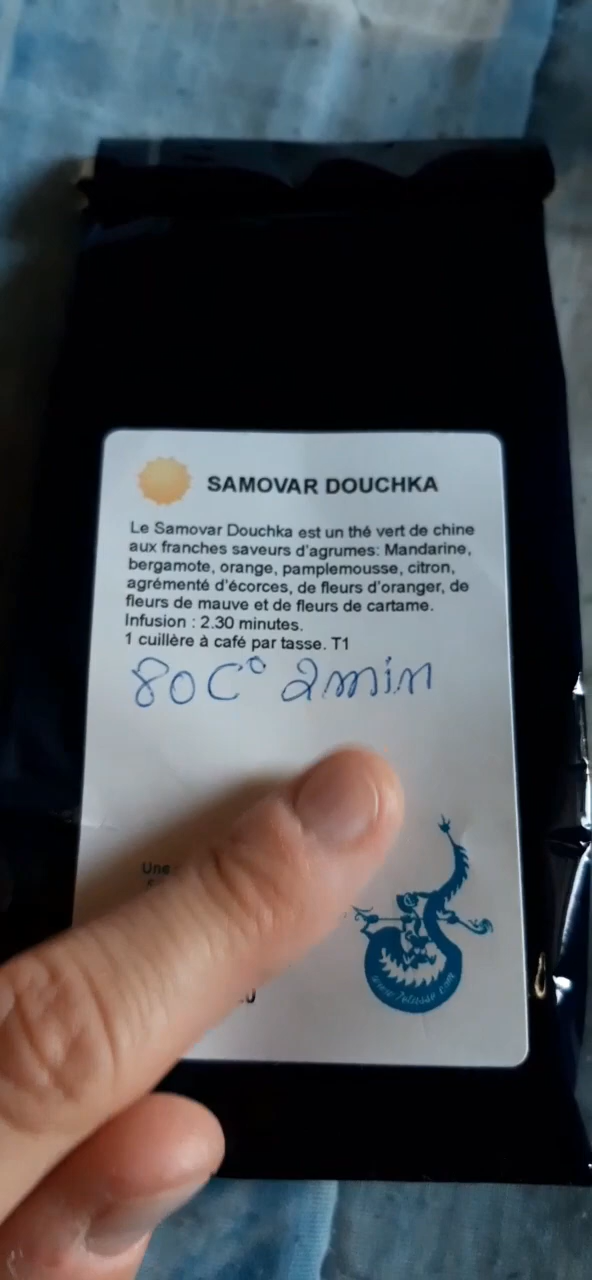 SAMOVAR DOUCHKA
Le Samovar Douchka est un thé vert de chine
aux franches saveurs d'agrumes: Mandarine,
bergamote, orange, pamplemousse, citron,
agrémenté d'écorces, de fleurs d'oranger, de
fleurs de mauve et de fleurs de cartame.
Infusion : 2.30 minutes.
1 cuillère à café par tasse. T1
80C° 2min
Une